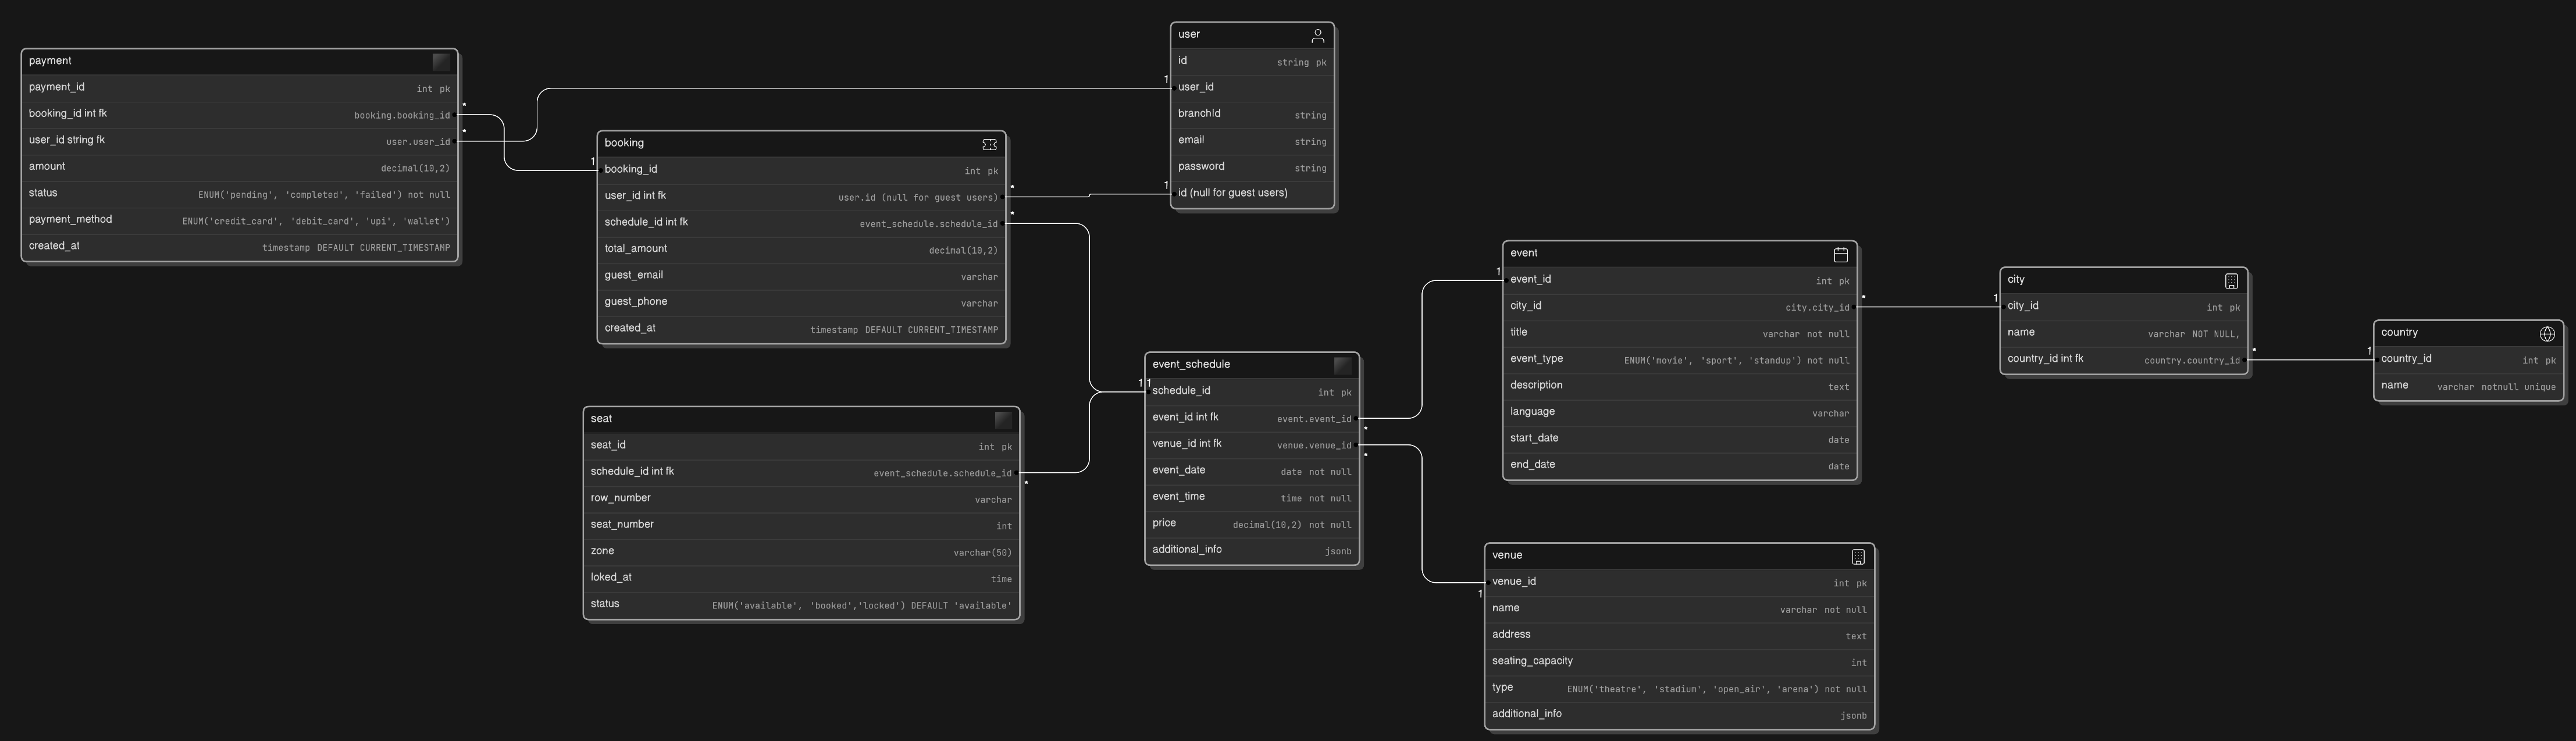 payment
payment_id int pk
booking_id int fk booking.booking_id
user_id string fk user.user_id
amount decimal(10,2)
status ENUM('pending', 'completed', 'failed') not null
payment_method ENUM('credit_card', 'debit_card', 'upi', 'wallet')
created_at timestamp DEFAULT CURRENT_TIMESTAMP
*
*
1
1
1
user
id string pk
user_id
branchId string
email string
password string
id (null for guest users)
booking
booking_id int pk
user_id int fk user.id (null for guest users)
schedule_id int fk event_schedule.schedule_id
total_amount decimal(10,2)
guest_email varchar
guest_phone varchar
created_at timestamp DEFAULT CURRENT_TIMESTAMP
*
*
seat
seat_id int pk
schedule_id int fk event_schedule.schedule_id
row_number varchar
seat_number int
zone varchar(50)
loked_at time
status ENUM('available', 'booked','locked') DEFAULT 'available'
*
1 1
event_schedule
schedule_id int pk
event_id int fk event.event_id
venue_id int fk venue.venue_id
event_date date not null
event_time time not null
price decimal(10,2) not null
additional_info jsonb
*
*
1
event
event_id int pk
city_id city.city_id
title varchar not null
event_type ENUM('movie', 'sport', 'standup') not null
description text
language varchar
start_date date
end_date date
*
1
venue
venue_id int pk
name varchar not null
address text
seating_capacity int
type ENUM('theatre', 'stadium', 'open_air', 'arena') not null
additional_info jsonb
1
city
city_id int pk
name varchar NOT NULL,
country_id int fk country.country_id
*
1
country
country_id int pk
name varchar notnull unique